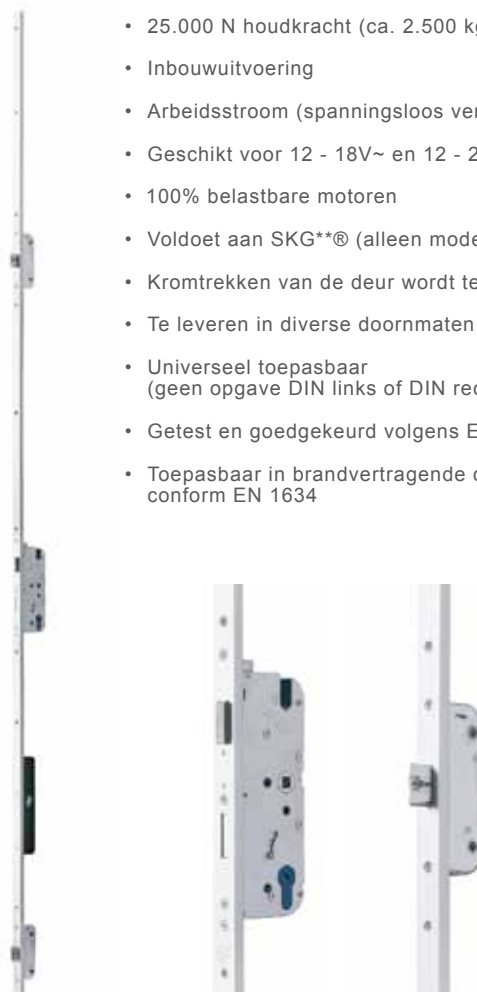 • 25.000 N houdkracht (ca. 2.500 kg
• Inbouwuitvoering
• Arbeidsstroom (spanningsloos ver
• Geschikt voor 12 - 18V~ en 12 - 2
• 100% belastbare motoren
• Voldoet aan SKG**® (alleen mode
• Kromtrekken van de deur wordt te
• Te leveren in diverse doornmaten
• Universeel toepasbaar
(geen opgave DIN links of DIN rec
• Getest en goedgekeurd volgens E
• Toepasbaar in brandvertragende d
conform EN 1634